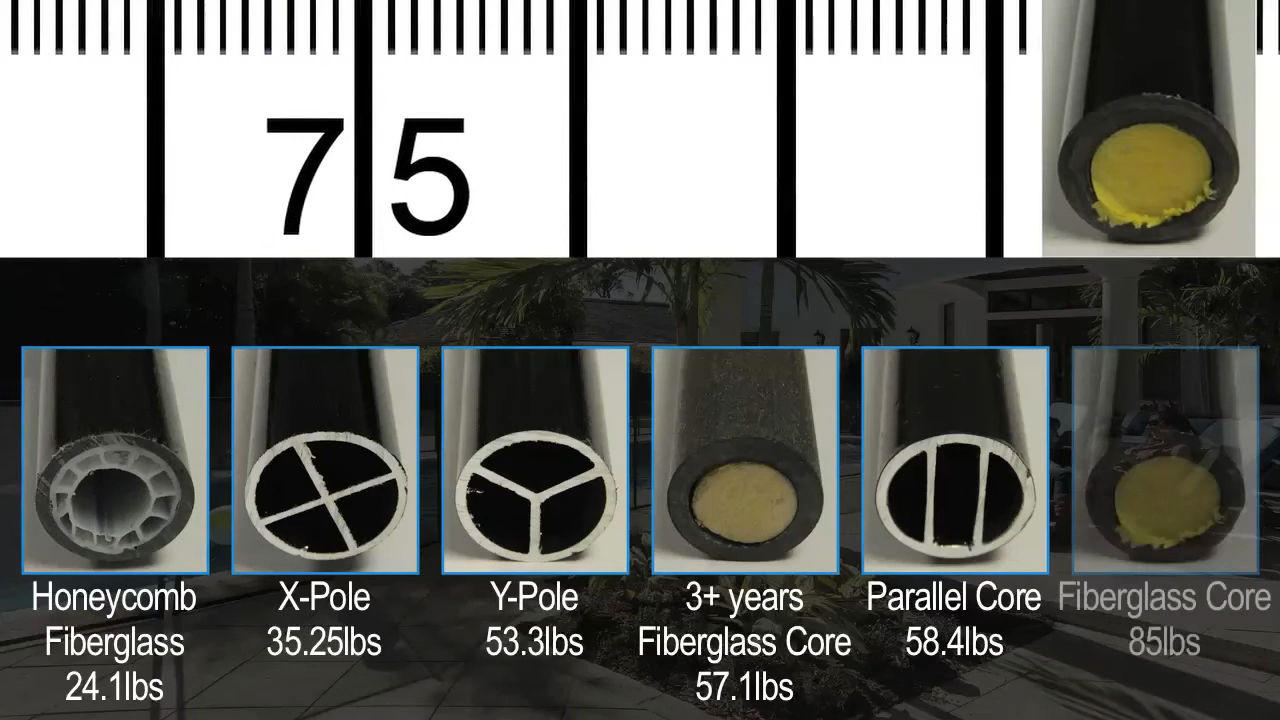 75
Honeycomb
Fiberglass
24.1lbs
X-Pole
35.25lbs
Y-Pole
53.3lbs
3+ years
Fiberglass Core
57.1lbs
Parallel Core
58.4lbs
Fiberglass Core
85lbs